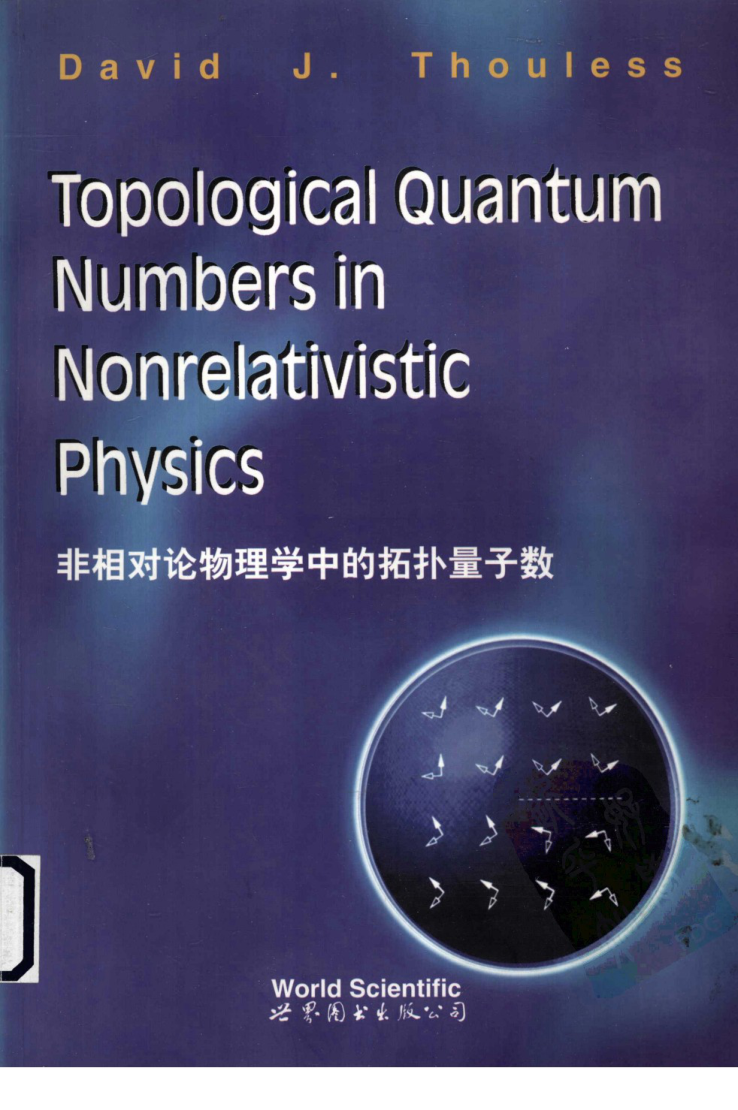 David J. Thouless
Topological Quantum
Numbers in
Nonrelativistic
Physics
非相对论物理学中的拓扑量子数
World Scientific
世界图书出版公司